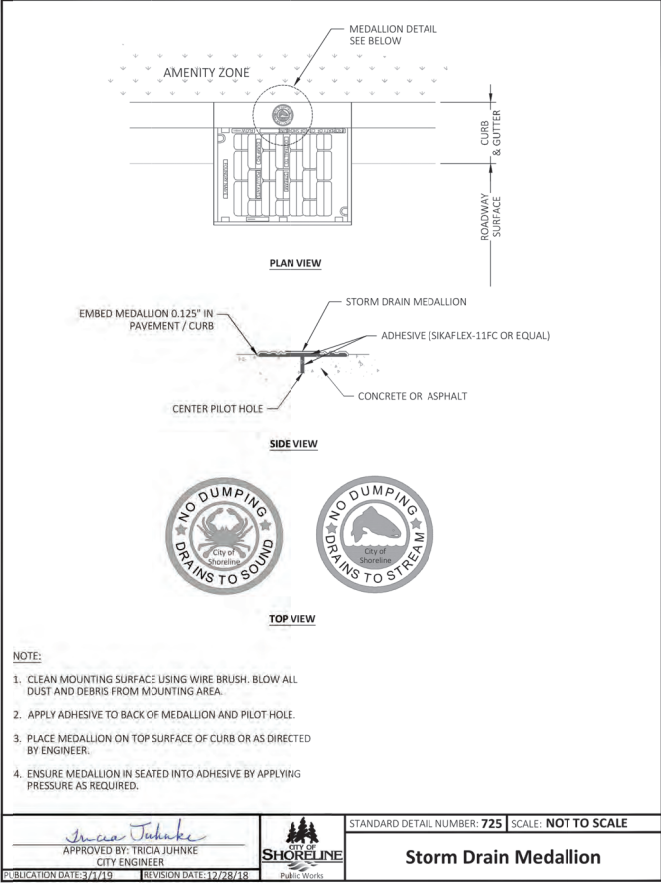 MEDALLION DETAIL
SEE BELOW
AMENITY ZONE
CURB
& GUTTER
ROADWAY
SURFACE
PLAN VIEW
EMBED MEDALLION 0.125" IN
PAVEMENT / CURB
STORM DRAIN MEDALLION
ADHESIVE (SIKAFLEX-11FC OR EQUAL)
CENTER PILOT HOLE
CONCRETE OR ASPHALT
SIDE VIEW
NO DUMPING
City of
Shoreline
DRAINS TO SOUND
NO DUMPING
City of
Shoreline
DRAINS TO STREAM
TOP VIEW
NOTE:
1. CLEAN MOUNTING SURFACE USING WIRE BRUSH. BLOW ALL
DUST AND DEBRIS FROM MOUNTING AREA.
2. APPLY ADHESIVE TO BACK OF MEDALLION AND PILOT HOLE.
3. PLACE MEDALLION ON TOP SURFACE OF CURB OR AS DIRECTED
BY ENGINEER.
4. ENSURE MEDALLION IN SEATED INTO ADHESIVE BY APPLYING
PRESSURE AS REQUIRED.
Tricia Juhnke
APPROVED BY: TRICIA JUHNKE
CITY ENGINEER
PUBLICATION DATE:3/1/19 REVISION DATE:12/28/18
CITY OF
SHORELINE
Public Works
STANDARD DETAIL NUMBER: 725 SCALE: NOT TO SCALE
Storm Drain Medallion